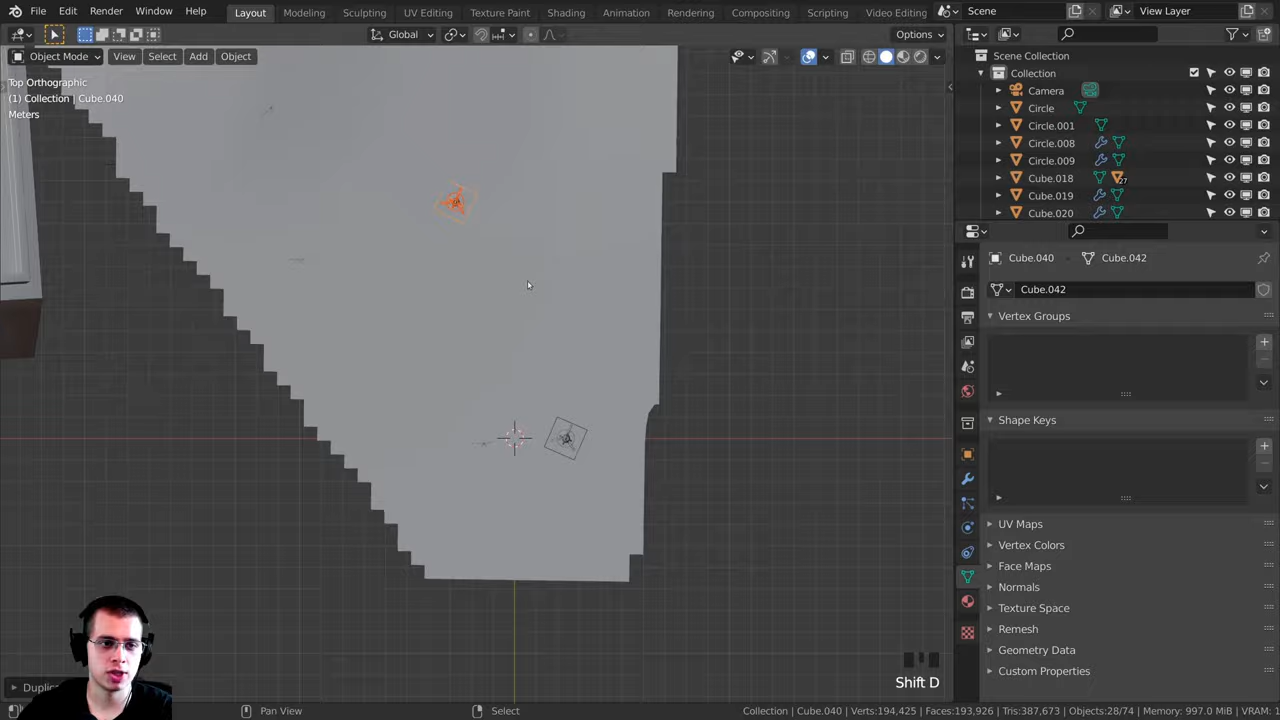 File Edit Render Window Help Layout Modeling Sculpting UV Editing Texture Paint Shading Animation Rendering Compositing Scripting Video Editing Scene View Layer
Global Options
Object Mode View Select Add Object
Top Orthographic
(1) Collection | Cube.040
Meters
Scene Collection
Collection
Camera
Circle
Circle.001
Circle.008
Circle.009
Cube.018 27
Cube.019
Cube.020
Cube.040 Cube.042
Cube.042
Vertex Groups
Shape Keys
UV Maps
Vertex Colors
Face Maps
Normals
Texture Space
Remesh
Geometry Data
Custom Properties
Shift D
Duplic
Pan View Select Collection | Cube.040 | Verts:194,425 | Faces:193,926 | Tris:387,673 | Objects:28/74 | Memory: 997.0 MiB | VRAM: 1